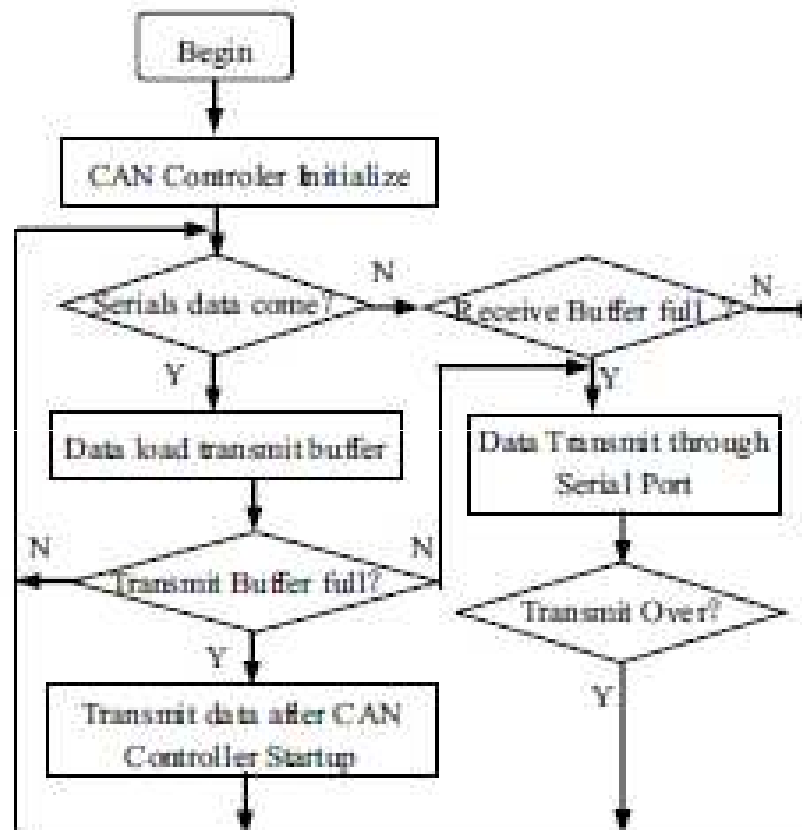 Begin
CAN Controler Initialize
Serials data come?
N
Receive Buffer full ?
N
Y
Y
Data load transmit buffer
Data Transmit through
Serial Port
N
N
Transmit Buffer full?
Transmit Over?
Y
Y
Transmit data after CAN
Controller Startup